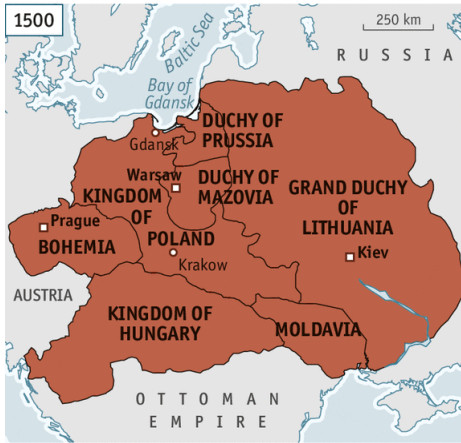 1500
250 km
Baltic Sea
RUSSIA
Bay of
Gdansk
DUCHY OF
PRUSSIA
Gdansk
Warsaw
DUCHY OF
MAZOVIA
KINGDOM
OF
POLAND
GRAND DUCHY
OF
LITHUANIA
Prague
BOHEMIA
Krakow
Kiev
AUSTRIA
KINGDOM OF
HUNGARY
MOLDAVIA
OTTOMAN
EMPIRE